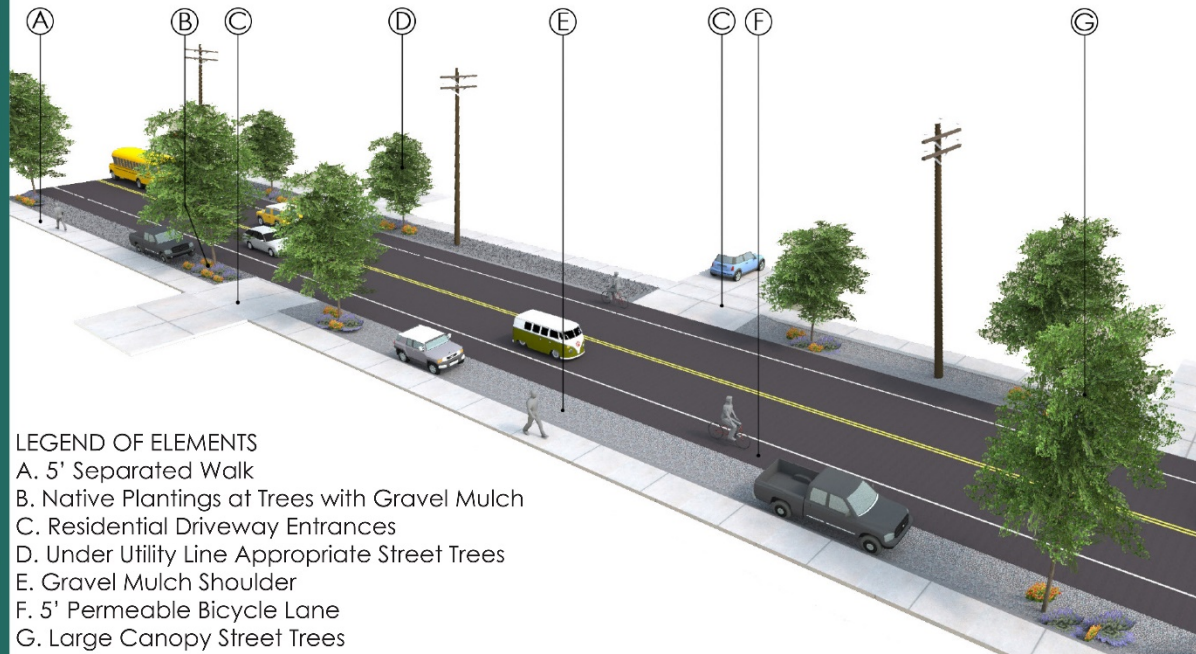 A B C D E C F G
LEGEND OF ELEMENTS
A. 5' Separated Walk
B. Native Plantings at Trees with Gravel Mulch
C. Residential Driveway Entrances
D. Under Utility Line Appropriate Street Trees
E. Gravel Mulch Shoulder
F. 5' Permeable Bicycle Lane
G. Large Canopy Street Trees